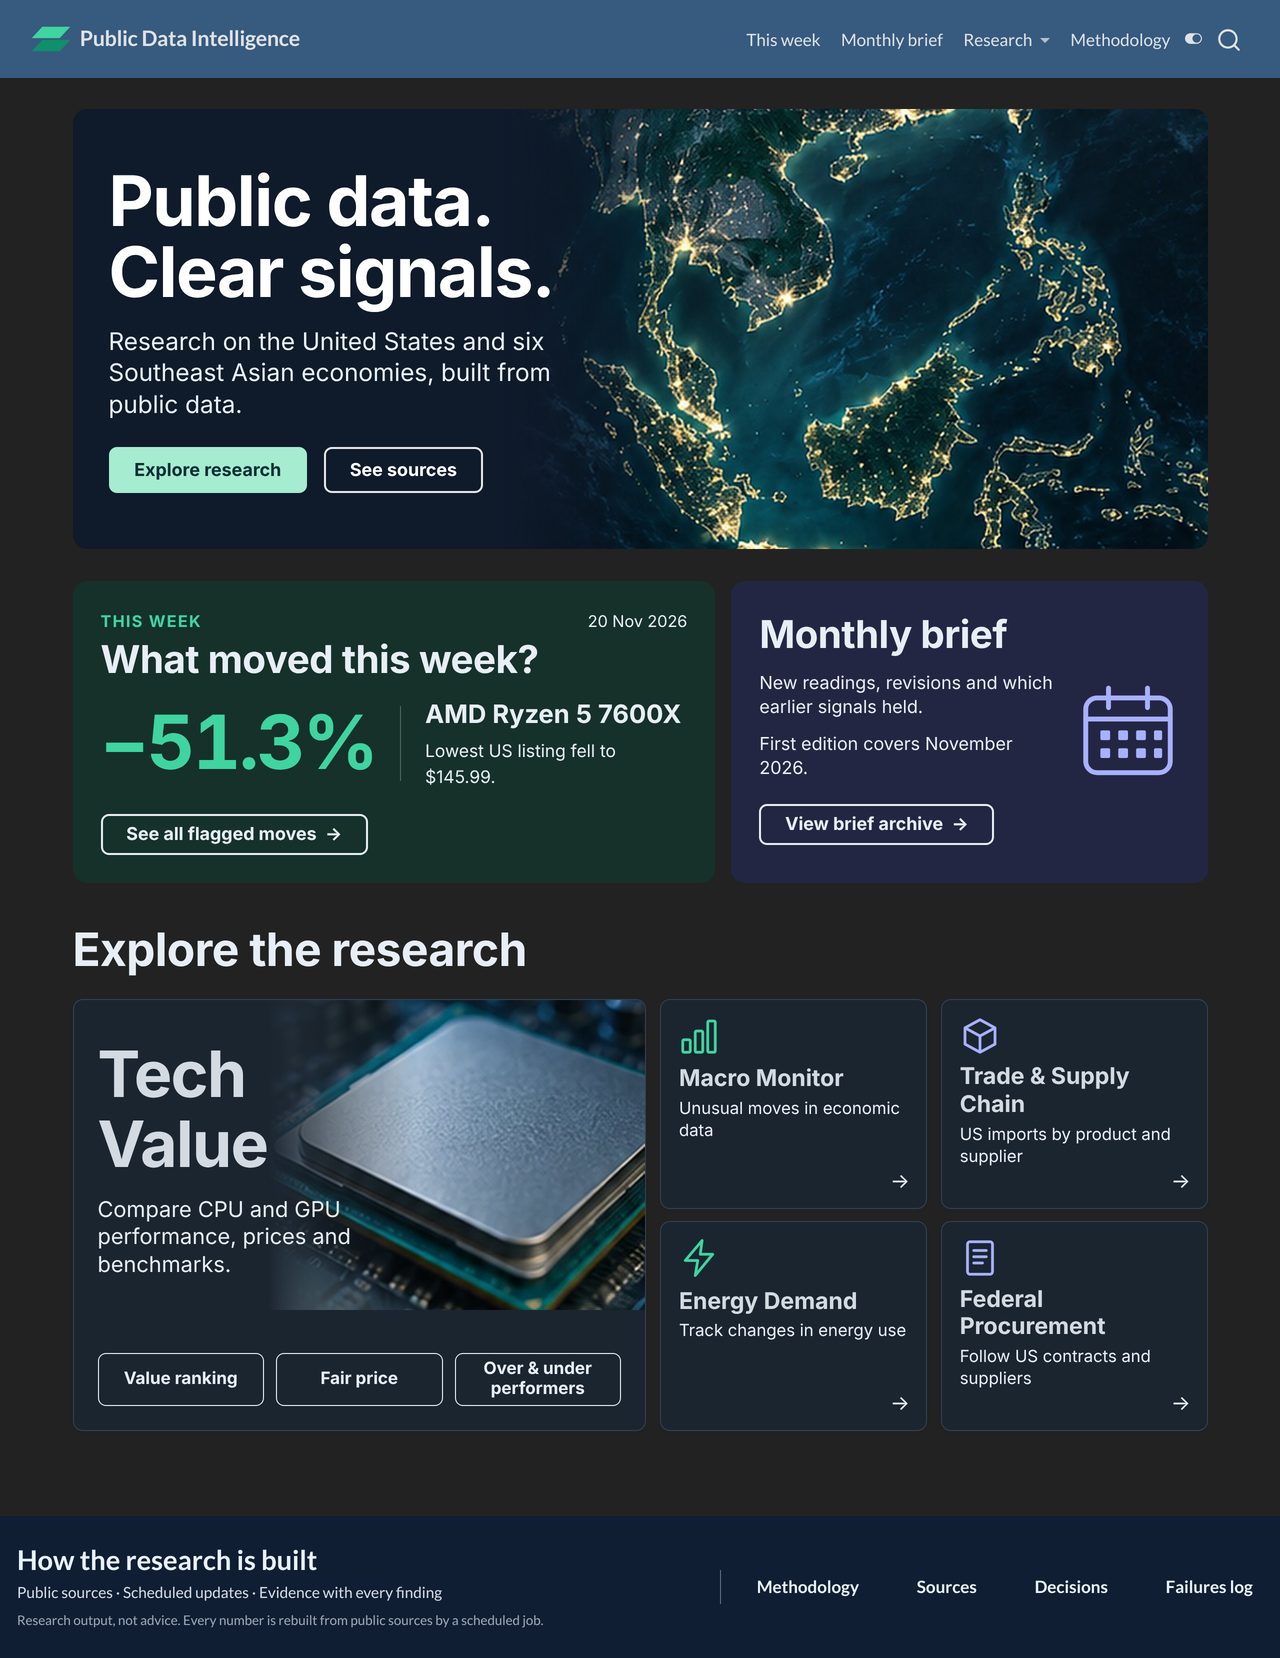 Public Data Intelligence
This week
Monthly brief
Research
Methodology
Public data.
Clear signals.
Research on the United States and six
Southeast Asian economies, built from
public data.
Explore research
See sources
THIS WEEK
20 Nov 2026
What moved this week?
−51.3%
AMD Ryzen 5 7600X
Lowest US listing fell to
$145.99.
See all flagged moves →
Monthly brief
New readings, revisions and which
earlier signals held.
First edition covers November
2026.
View brief archive →
Explore the research
Tech
Value
Compare CPU and GPU
performance, prices and
benchmarks.
Value ranking
Fair price
Over & under
performers
Macro Monitor
Unusual moves in economic
data
→
Trade & Supply
Chain
US imports by product and
supplier
→
Energy Demand
Track changes in energy use
→
Federal
Procurement
Follow US contracts and
suppliers
→
How the research is built
Public sources · Scheduled updates · Evidence with every finding
Research output, not advice. Every number is rebuilt from public sources by a scheduled job.
Methodology
Sources
Decisions
Failures log